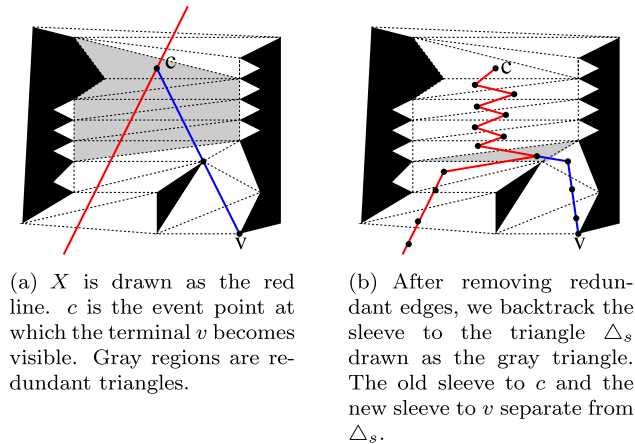 c
v
c
v
(a) X is drawn as the red
line. c is the event point at
which the terminal v becomes
visible. Gray regions are re-
dundant triangles.
(b) After removing redun-
dant edges, we backtrack the
sleeve to the triangle △s
drawn as the gray triangle.
The old sleeve to c and the
new sleeve to v separate from
△s.